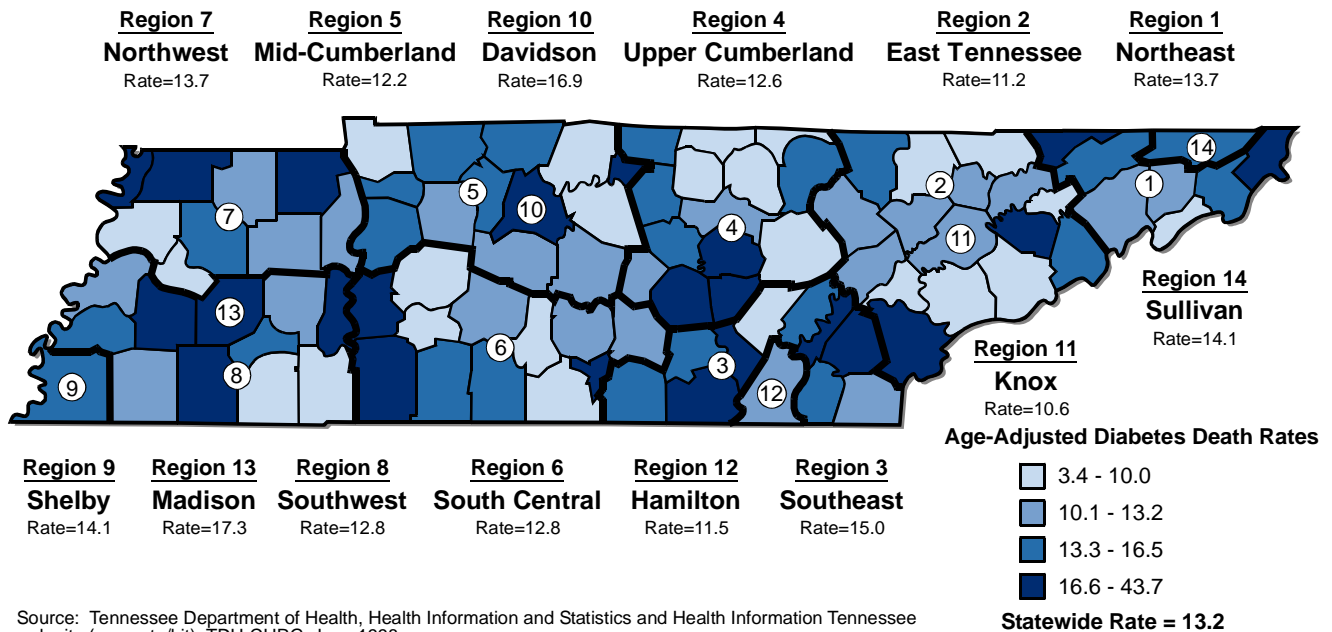 Region 7
Northwest
Rate=13.7
Region 5
Mid-Cumberland
Rate=12.2
Region 10
Davidson
Rate=16.9
Region 4
Upper Cumberland
Rate=12.6
Region 2
East Tennessee
Rate=11.2
Region 1
Northeast
Rate=13.7
14
1
2
5
10
7
4
11
13
6
3
9
8
12
Region 14
Sullivan
Rate=14.1
Region 11
Knox
Rate=10.6
Region 9
Shelby
Rate=14.1
Region 13
Madison
Rate=17.3
Region 8
Southwest
Rate=12.8
Region 6
South Central
Rate=12.8
Region 12
Hamilton
Rate=11.5
Region 3
Southeast
Rate=15.0
Age-Adjusted Diabetes Death Rates
3.4 - 10.0
10.1 - 13.2
13.3 - 16.5
16.6 - 43.7
Statewide Rate = 13.2
Source: Tennessee Department of Health, Health Information and Statistics and Health Information Tennessee